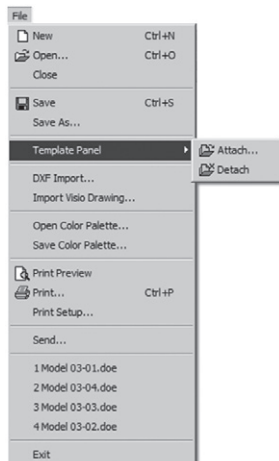 File
New Ctrl+N
Open... Ctrl+O
Close
Save Ctrl+S
Save As...
Template Panel
Attach...
Detach
DXF Import...
Import Visio Drawing...
Open Color Palette...
Save Color Palette...
Print Preview
Print... Ctrl+P
Print Setup...
Send...
1 Model 03-01.doe
2 Model 03-04.doe
3 Model 03-03.doe
4 Model 03-02.doe
Exit